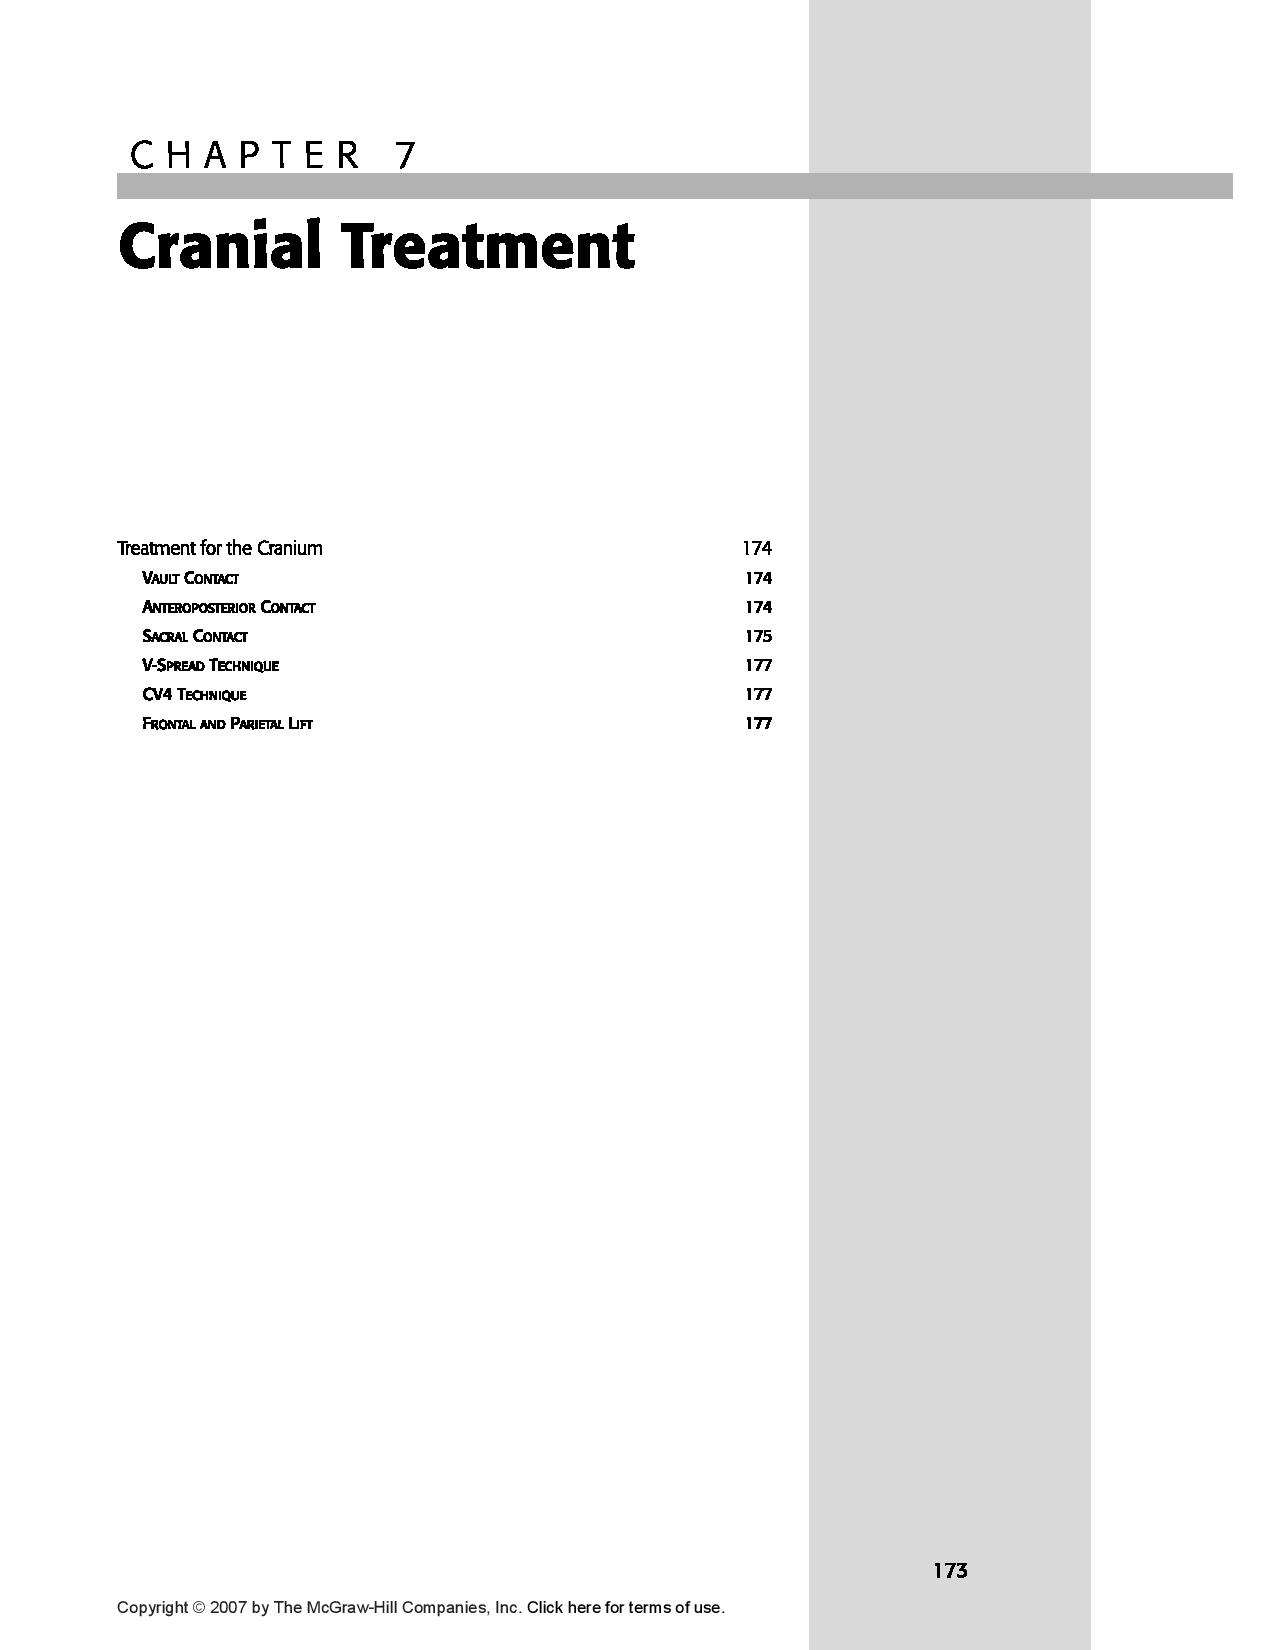 CHAPTER 7
Cranial Treatment
Treatment for the Cranium 174
VAULT CONTACT 174
ANTEROPOSTERIOR CONTACT 174
SACRAL CONTACT 175
V-SPREAD TECHNIQUE 177
CV4 TECHNIQUE 177
FRONTAL AND PARIETAL LIFT 177
173
Copyright © 2007 by The McGraw-Hill Companies, Inc. Click here for terms of use.